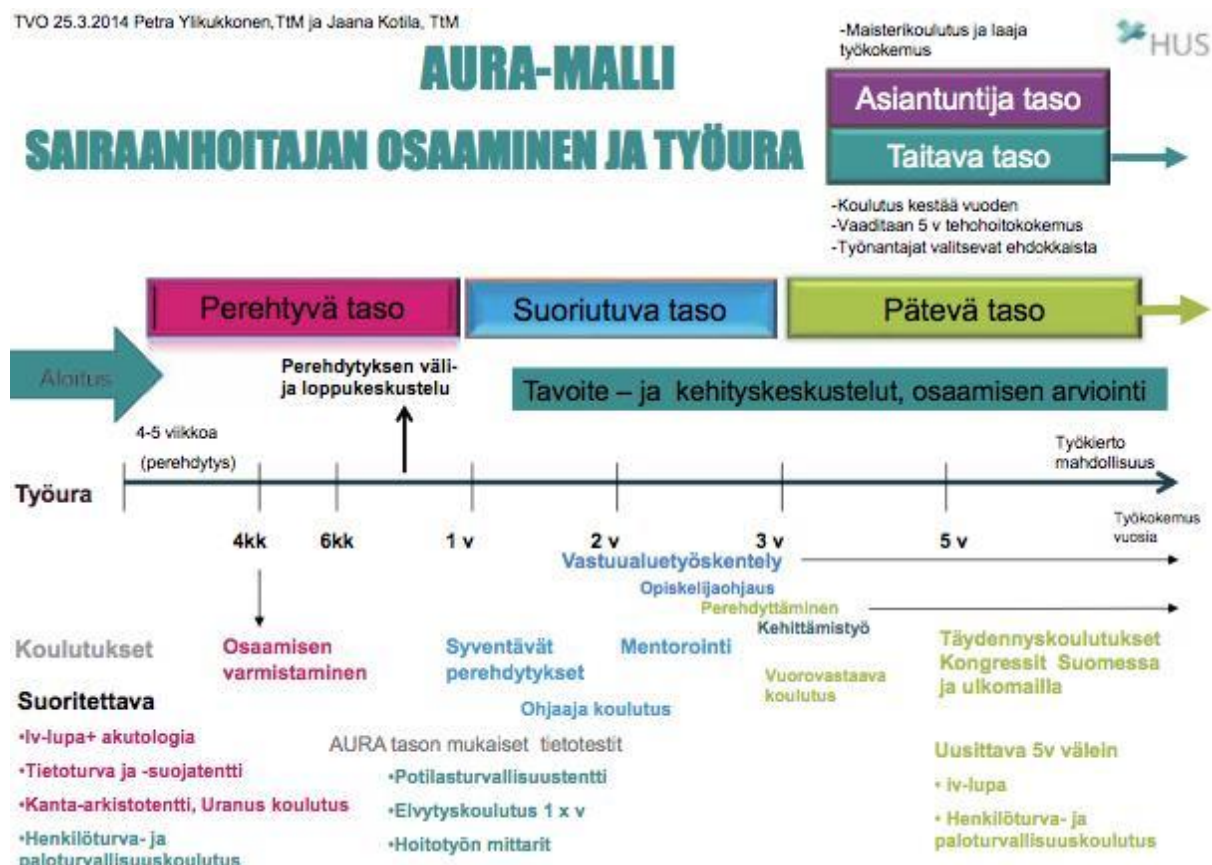 TVO 25.3.2014 Petra Ylikukkonen,TtM ja Jaana Kotila, TtM
HUS
AURA-MALLI
SAIRAANHOITAJAN OSAAMINEN JA TYÖURA
-Maisterikoulutus ja laaja
työkokemus
Asiantuntija taso
Taitava taso
-Koulutus kestää vuoden
-Vaaditaan 5 v tehohoitokokemus
-Työnantajat valitsevat ehdokkaista
Perehtyvä taso
Suoriutuva taso
Pätevä taso
Aloitus
Perehdytyksen väli-
ja loppukeskustelu
Tavoite – ja kehityskeskustelut, osaamisen arviointi
4-5 viikkoa
(perehdytys)
Työkierto
mahdollisuus
Työura
4kk
6kk
1 v
2 v
3 v
5 v
Työkokemus
vuosia
Vastuualuetyöskentely
Opiskelijaohjaus
Perehdyttäminen
Kehittämistyö
Koulutukset
Osaamisen
varmistaminen
Syventävät
perehdytykset
Mentorointi
Vuorovastaava
koulutus
Täydennyskoulutukset
Kongressit Suomessa
ja ulkomailla
Ohjaaja koulutus
Suoritettava
•Iv-lupa+ akutologia
•Tietoturva ja -suojatentti
•Kanta-arkistotentti, Uranus koulutus
•Henkilöturva- ja
paloturvallisuuskoulutus
AURA tason mukaiset tietotestit
•Potilasturvallisuustentti
•Elvytyskoulutus 1 x v
•Hoitotyön mittarit
Uusittava 5v välein
• iv-lupa
• Henkilöturva- ja
paloturvallisuuskoulutus